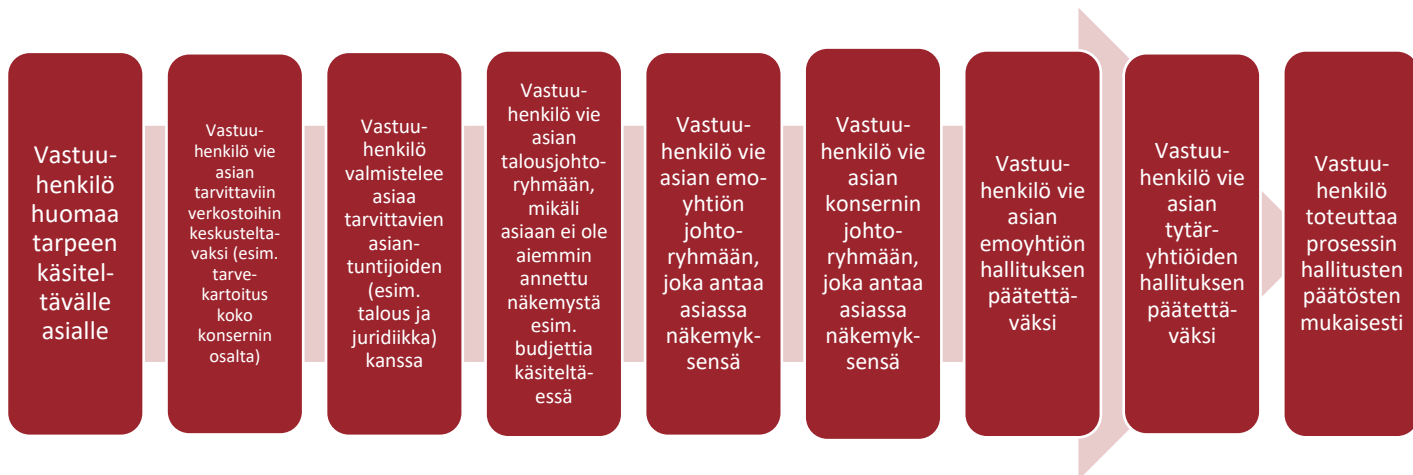 Vastuu-
henkilö
huomaa
tarpeen
käsitel-
tävälle
asialle
Vastuu-
henkilö vie
asian
tarvittaviin
verkostoihin
keskustelta-
vaksi (esim.
tarve-
kartoitus
koko
konsernin
osalta)
Vastuu-
henkilö
valmistelee
asiaa
tarvittavien
asian-
tuntijoiden
(esim.
talous ja
juridiikka)
kanssa
Vastuu-
henkilö vie
asian
talousjohto-
ryhmään,
mikäli
asiaan ei ole
aiemmin
annettu
näkemystä
esim.
budjettia
käsiteltä-
essä
Vastuu-
henkilö vie
asian emo-
yhtiön
johto-
ryhmään,
joka antaa
asiassa
näkemyk-
sensä
Vastuu-
henkilö vie
asian
konsernin
johto-
ryhmään,
joka antaa
asiassa
näkemyk-
sensä
Vastuu-
henkilö vie
asian
emoyhtiön
hallituksen
päätettä-
väksi
Vastuu-
henkilö vie
asian
tytär-
yhtiöiden
hallituksen
päätettä-
väksi
Vastuu-
henkilö
toteuttaa
prosessin
hallitusten
päätösten
mukaisesti